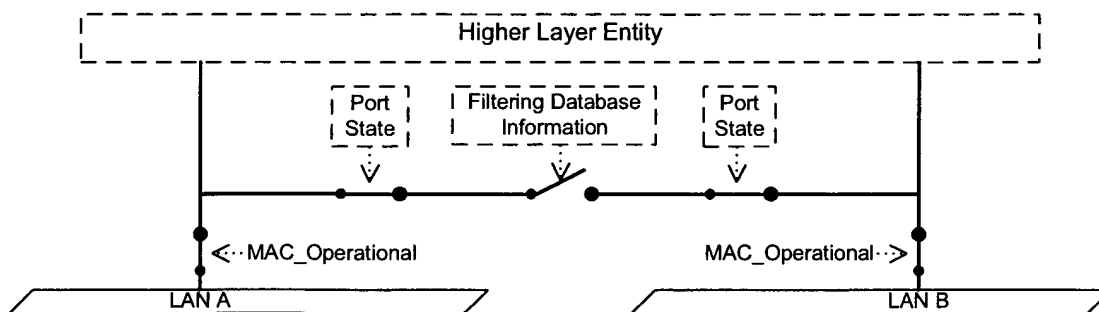 Higher Layer Entity
Port
State
Filtering Database
Information
Port
State
MAC_Operational
MAC_Operational
LAN A
LAN B